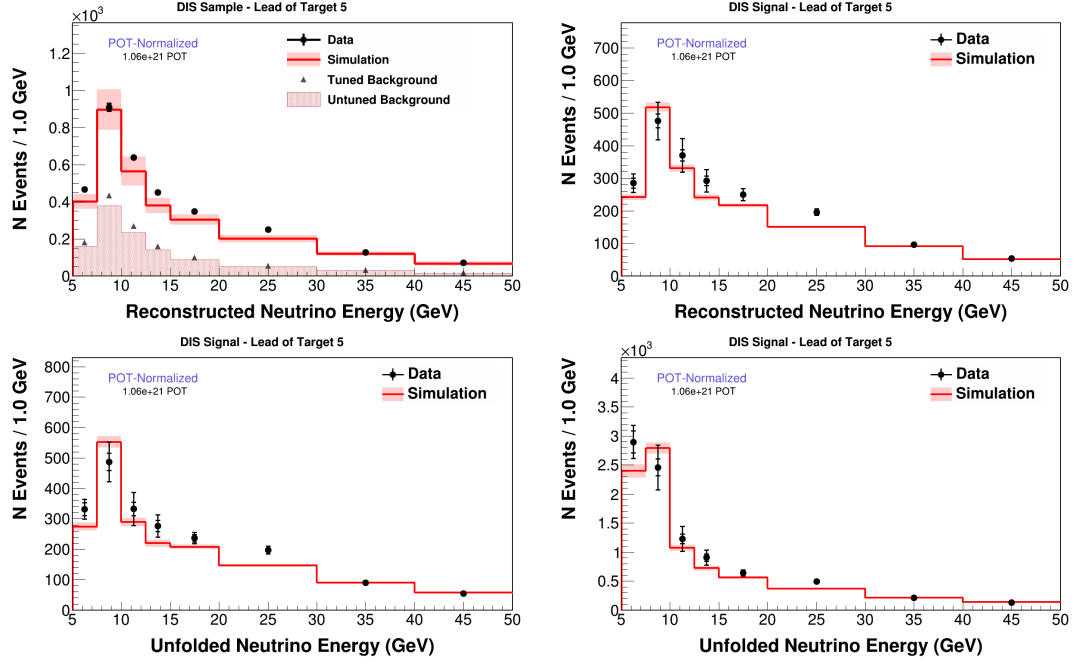 DIS Sample - Lead of Target 5
×10³
POT-Normalized
1.06e+21 POT
Data
Simulation
Tuned Background
Untuned Background
N Events / 1.0 GeV
0 0.2 0.4 0.6 0.8 1 1.2
5 10 15 20 25 30 35 40 45 50
Reconstructed Neutrino Energy (GeV)
DIS Signal - Lead of Target 5
POT-Normalized
1.06e+21 POT
Data
Simulation
N Events / 1.0 GeV
0 100 200 300 400 500 600 700
5 10 15 20 25 30 35 40 45 50
Reconstructed Neutrino Energy (GeV)
DIS Signal - Lead of Target 5
POT-Normalized
1.06e+21 POT
Data
Simulation
N Events / 1.0 GeV
0 100 200 300 400 500 600 700 800
5 10 15 20 25 30 35 40 45 50
Unfolded Neutrino Energy (GeV)
DIS Signal - Lead of Target 5
×10³
POT-Normalized
1.06e+21 POT
Data
Simulation
N Events / 1.0 GeV
0 0.5 1 1.5 2 2.5 3 3.5 4
5 10 15 20 25 30 35 40 45 50
Unfolded Neutrino Energy (GeV)